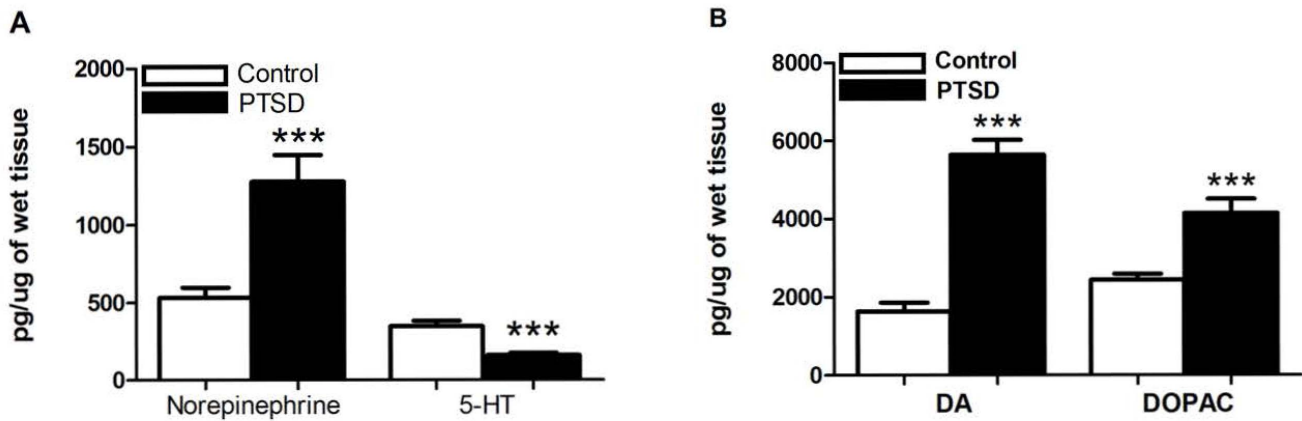 A
pg/ug of wet tissue
2000
1500
1000
500
0
Control
PTSD
***
***
Norepinephrine
5-HT
B
pg/ug of wet tissue
8000
6000
4000
2000
0
Control
PTSD
***
***
DA
DOPAC